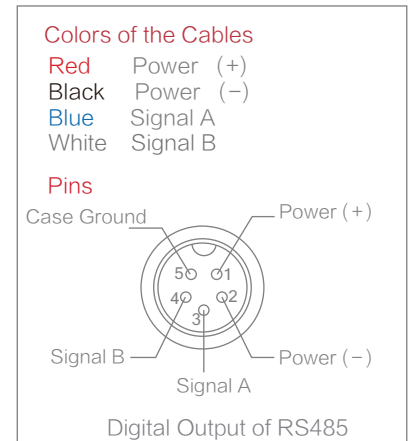 Colors of the Cables
Red Power (+)
Black Power (−)
Blue Signal A
White Signal B
Pins
Case Ground
Power (+)
5 1
4 2
3
Signal B
Power (−)
Signal A
Digital Output of RS485